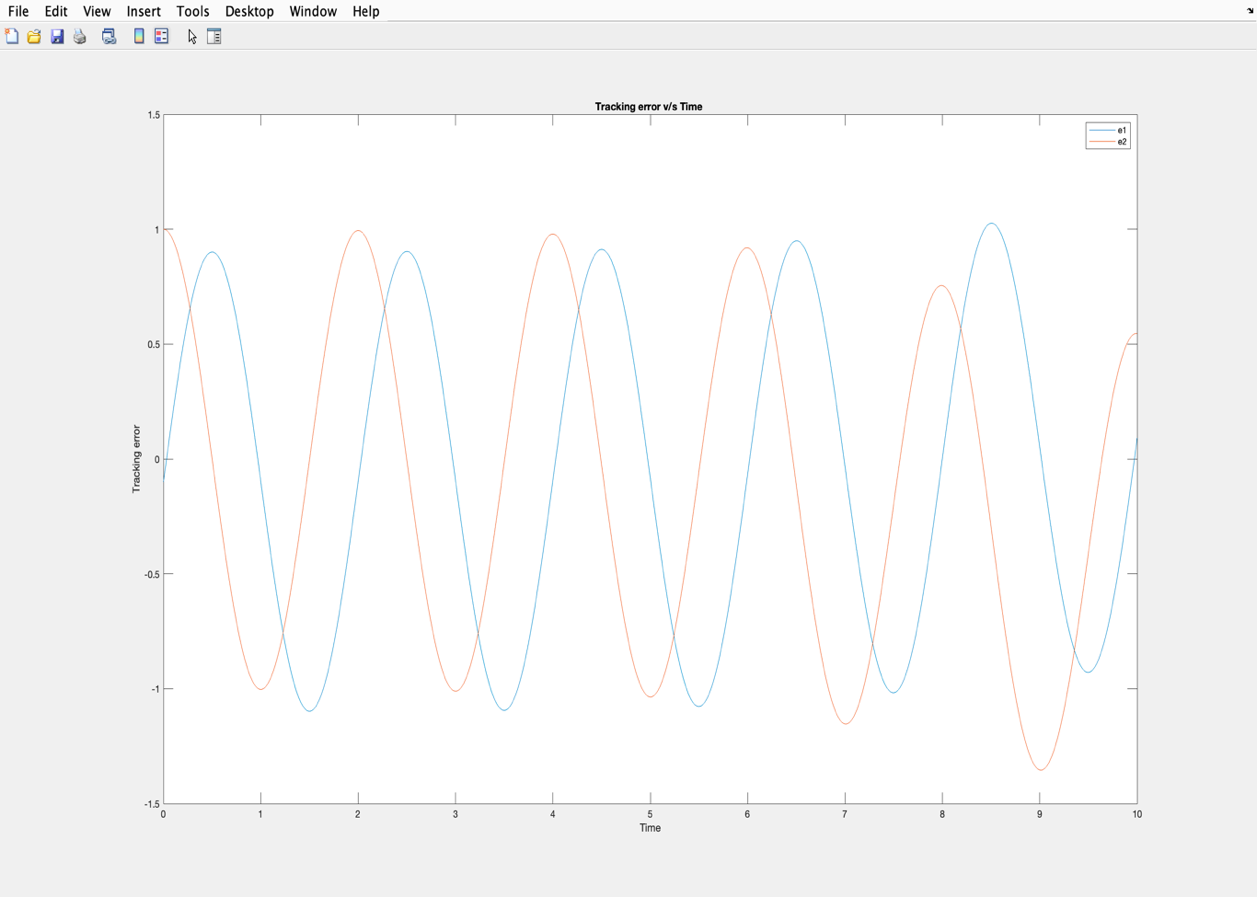 File Edit View Insert Tools Desktop Window Help
Tracking error v/s Time
e1
e2
1.5
1
0.5
0
-0.5
-1
-1.5
Tracking error
0 1 2 3 4 5 6 7 8 9 10
Time